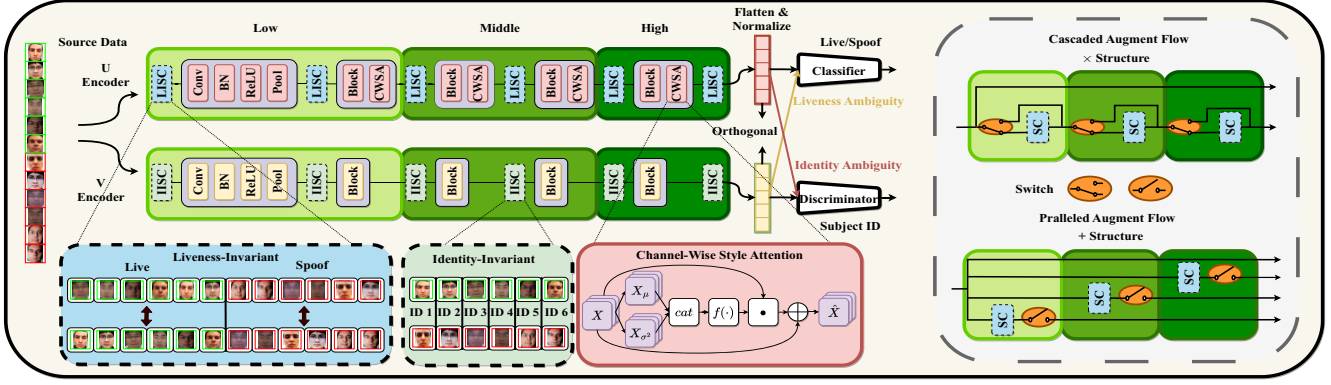 Source Data
Low
Middle
High
Flatten &
Normalize
U
Encoder
LISC
Conv
BN
ReLU
Pool
LISC
Block
CWSA
LISC
Block
CWSA
LISC
Block
CWSA
LISC
Block
CWSA
LISC
Live/Spoof
Classifier
Liveness Ambiguity
Orthogonal
Identity Ambiguity
V
Encoder
IISC
Conv
BN
ReLU
Pool
IISC
Block
IISC
Block
IISC
Block
IISC
Block
IISC
Discriminator
Subject ID
Liveness-Invariant
Live
Spoof
Identity-Invariant
ID 1
ID 2
ID 3
ID 4
ID 5
ID 6
Channel-Wise Style Attention
X
Xμ
Xσ²
cat
f(·)
•
X̂
Cascaded Augment Flow
× Structure
SC
SC
SC
Switch
Pralleled Augment Flow
+ Structure
SC
SC
SC